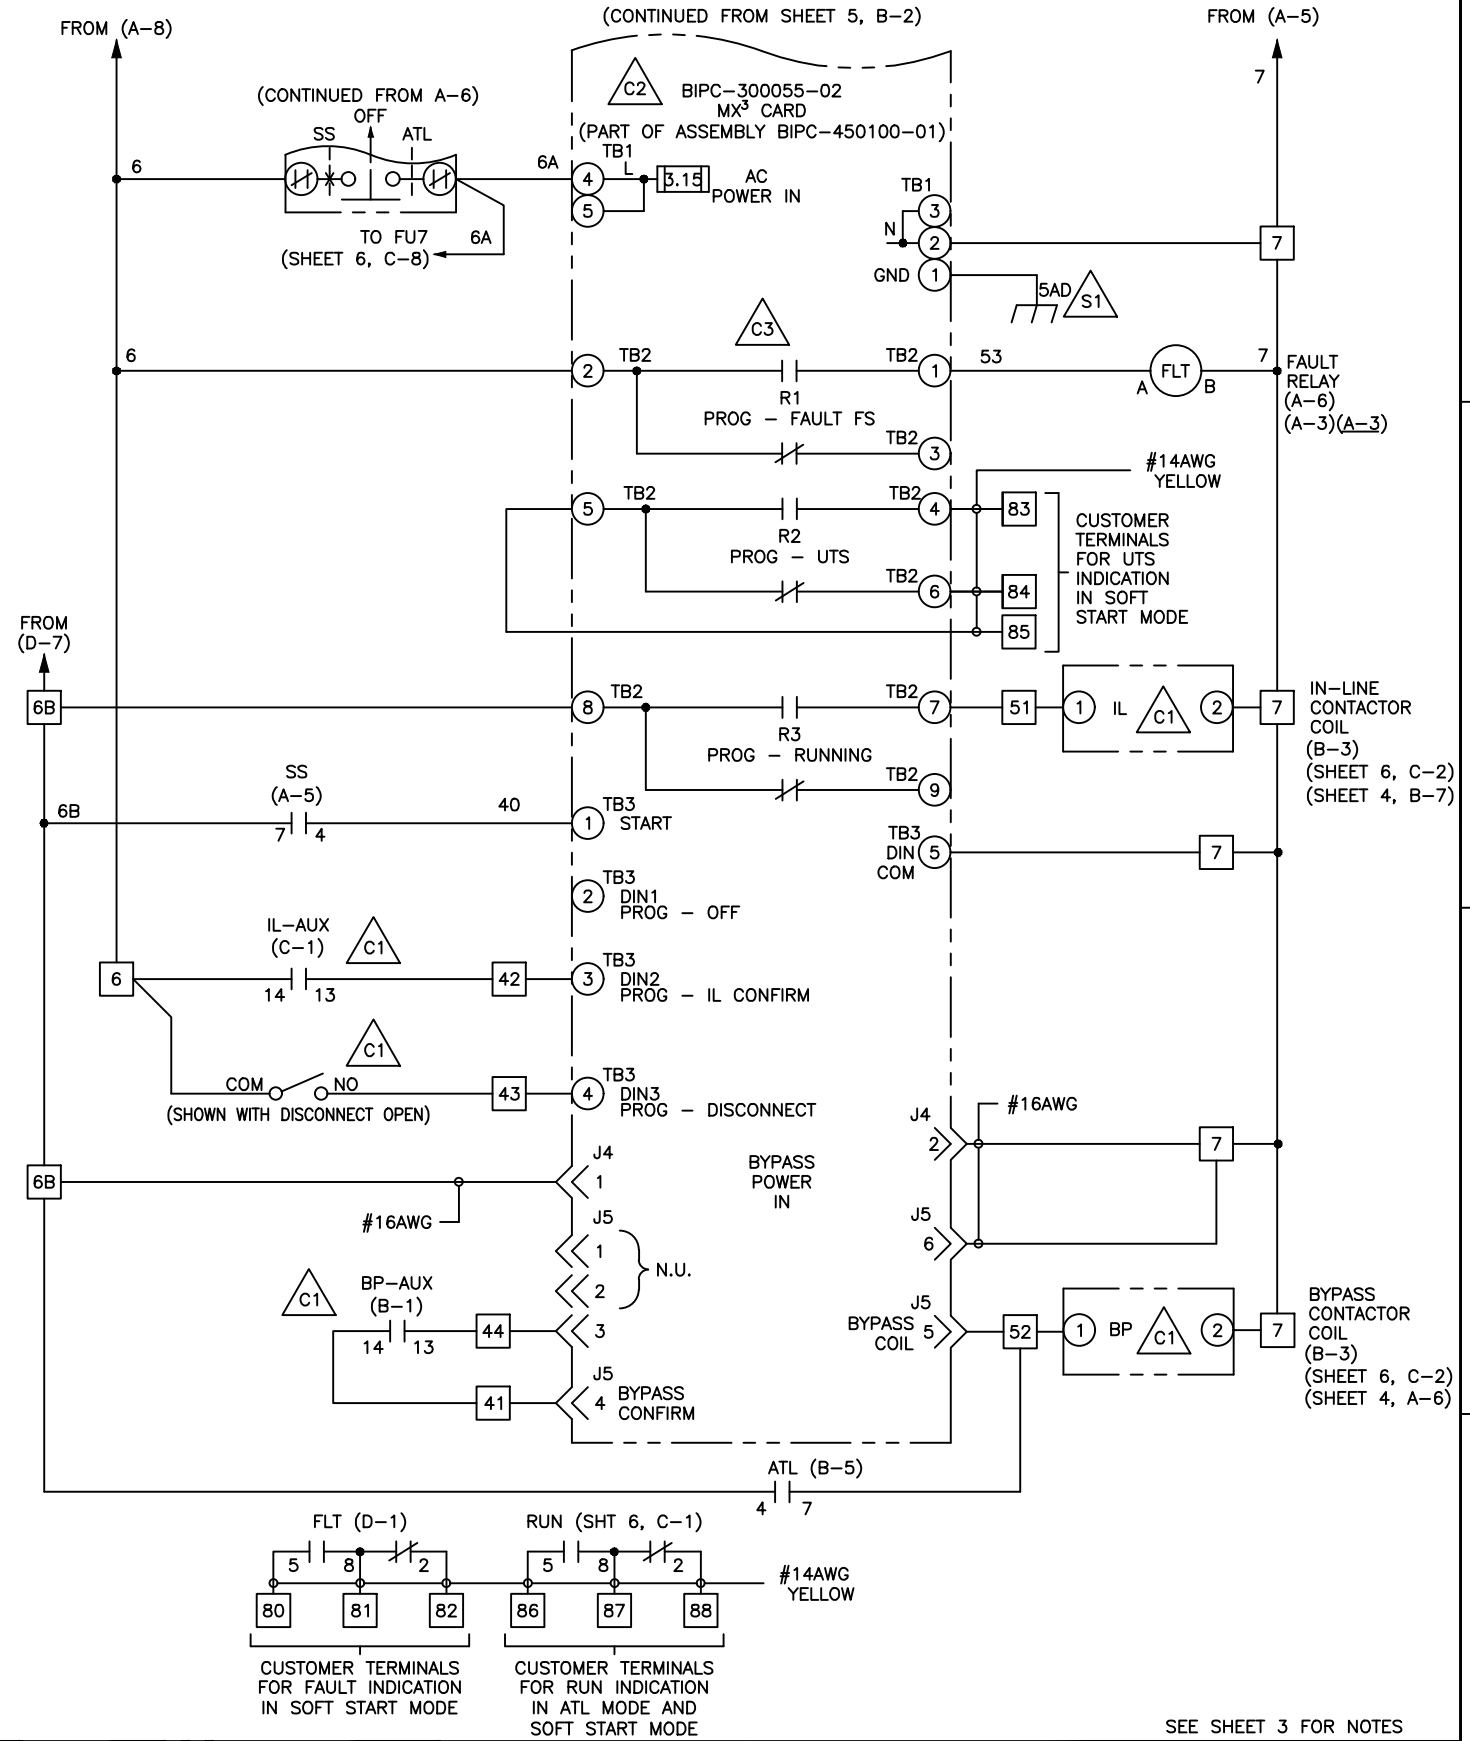 (CONTINUED FROM SHEET 5, B-2)
FROM (A-8)
FROM (A-5)
7
C2
BIPC-300055-02
MX³ CARD
(PART OF ASSEMBLY BIPC-450100-01)
(CONTINUED FROM A-6)
OFF
SS
ATL
6
6A
TB1
4
L
3.15
AC
POWER IN
5
TO FU7
(SHEET 6, C-8)
6A
TB1
3
N
2
7
GND
1
5AD
S1
C3
6
2
TB2
R1
PROG - FAULT FS
TB2
1
53
A
FLT
B
7
FAULT
RELAY
(A-6)
(A-3)(A-3)
TB2
3
#14AWG
YELLOW
5
TB2
R2
PROG - UTS
TB2
4
83
TB2
6
84
85
CUSTOMER
TERMINALS
FOR UTS
INDICATION
IN SOFT
START MODE
FROM
(D-7)
6B
8
TB2
R3
PROG - RUNNING
TB2
7
51
1
IL
C1
2
7
IN-LINE
CONTACTOR
COIL
(B-3)
(SHEET 6, C-2)
(SHEET 4, B-7)
TB2
9
6B
SS
(A-5)
7
4
40
1
TB3
START
TB3
DIN
COM
5
7
2
TB3
DIN1
PROG - OFF
6
IL-AUX
(C-1)
C1
14
13
42
3
TB3
DIN2
PROG - IL CONFIRM
C1
COM
NO
(SHOWN WITH DISCONNECT OPEN)
43
4
TB3
DIN3
PROG - DISCONNECT
#16AWG
J4
2
7
6B
#16AWG
J4
1
BYPASS
POWER
IN
J5
1
2
N.U.
J5
6
C1
BP-AUX
(B-1)
14
13
44
3
J5
BYPASS
COIL
5
52
1
BP
C1
2
7
BYPASS
CONTACTOR
COIL
(B-3)
(SHEET 6, C-2)
(SHEET 4, A-6)
41
J5
4
BYPASS
CONFIRM
ATL (B-5)
4
7
FLT (D-1)
5
8
2
RUN (SHT 6, C-1)
5
8
2
#14AWG
YELLOW
80
81
82
86
87
88
CUSTOMER TERMINALS
FOR FAULT INDICATION
IN SOFT START MODE
CUSTOMER TERMINALS
FOR RUN INDICATION
IN ATL MODE AND
SOFT START MODE
SEE SHEET 3 FOR NOTES